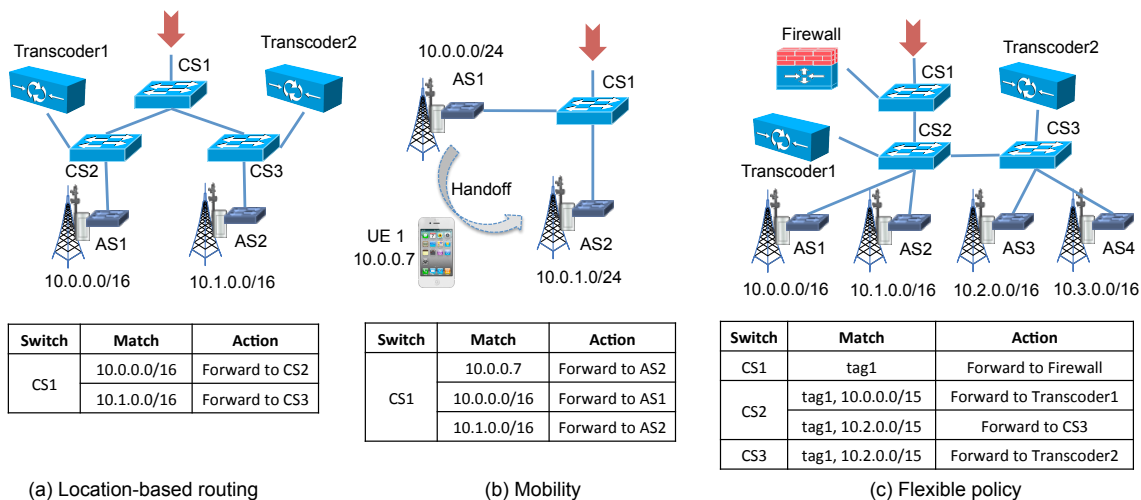 Transcoder1
Transcoder2
CS1
CS2
CS3
AS1
AS2
10.0.0.0/16
10.1.0.0/16
Switch Match Action
CS1 10.0.0.0/16 Forward to CS2
10.1.0.0/16 Forward to CS3
(a) Location-based routing
10.0.0.0/24
AS1
CS1
Handoff
UE 1
10.0.0.7
AS2
10.0.1.0/24
Switch Match Action
CS1 10.0.0.7 Forward to AS2
10.0.0.0/16 Forward to AS1
10.1.0.0/16 Forward to AS2
(b) Mobility
Firewall
Transcoder2
CS1
CS2
CS3
Transcoder1
AS1
AS2
AS3
AS4
10.0.0.0/16
10.1.0.0/16
10.2.0.0/16
10.3.0.0/16
Switch Match Action
CS1 tag1 Forward to Firewall
CS2 tag1, 10.0.0.0/15 Forward to Transcoder1
tag1, 10.2.0.0/15 Forward to CS3
CS3 tag1, 10.2.0.0/15 Forward to Transcoder2
(c) Flexible policy